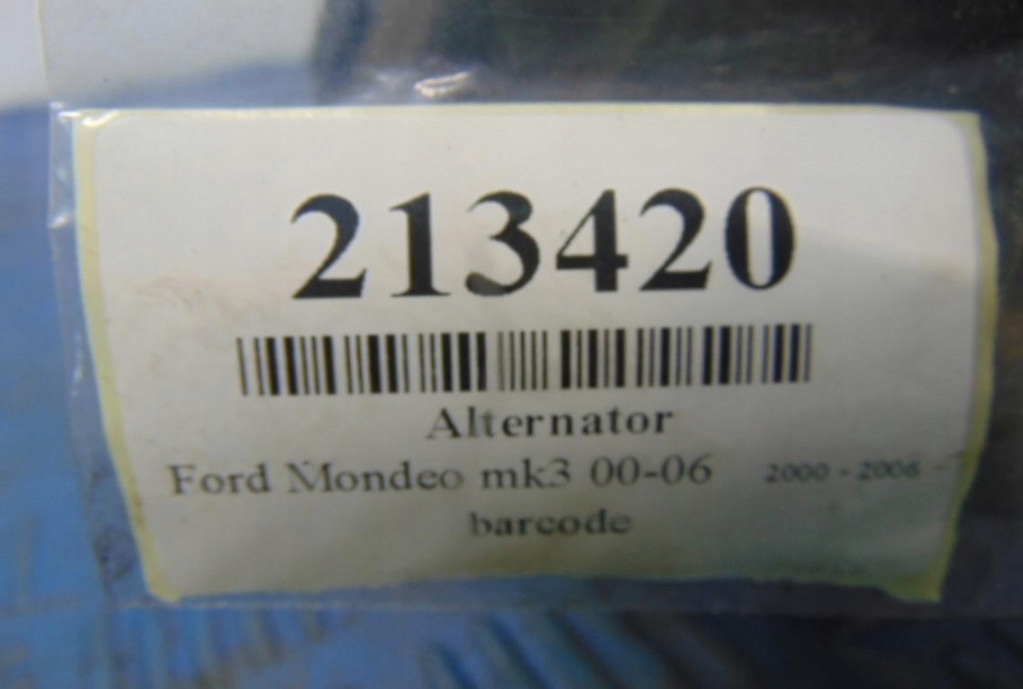 213420
Alternator
Ford Mondeo mk3 00-06 2000 - 2006 -
barcode